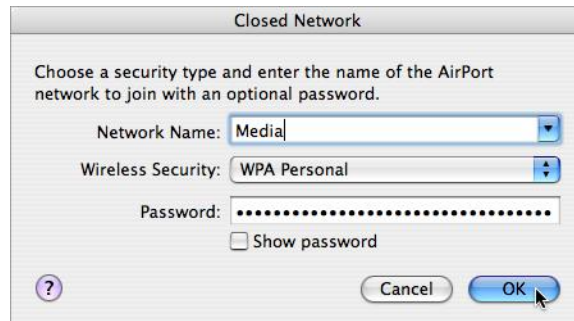 Closed Network
Choose a security type and enter the name of the AirPort
network to join with an optional password.
Network Name: Media
Wireless Security: WPA Personal
Password: ••••••••••••••••••••••••••••••••••
Show password
? Cancel OK